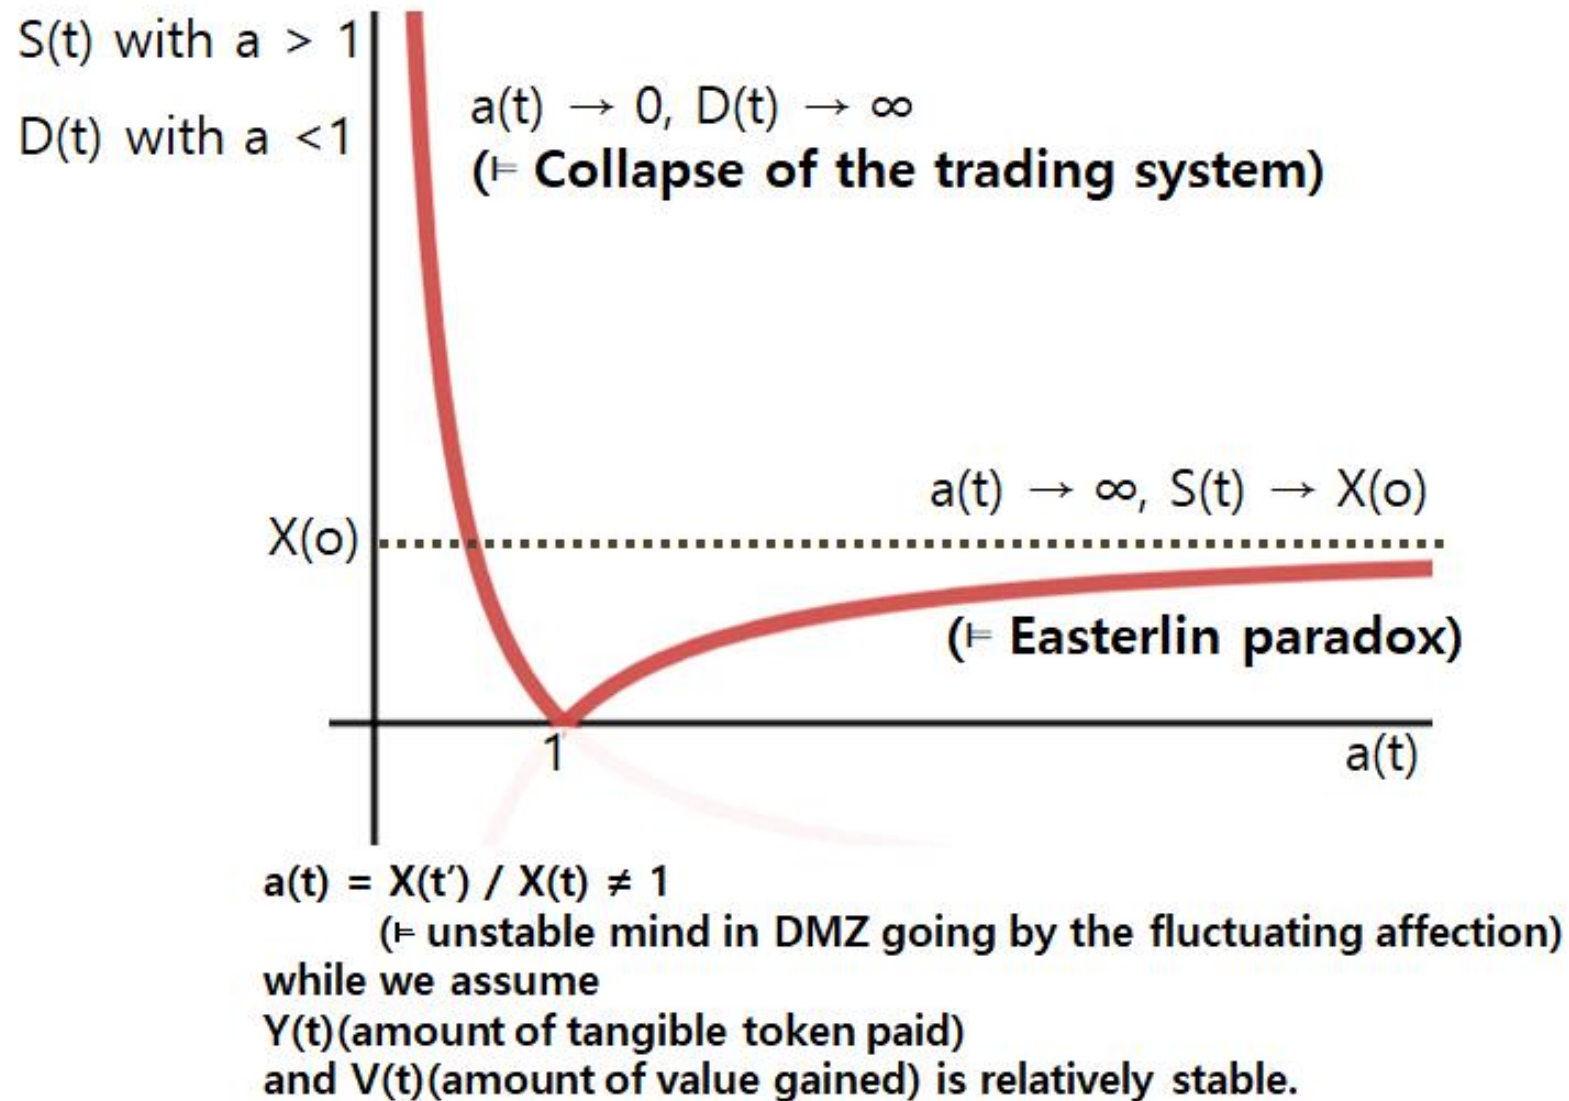 S(t) with a > 1
D(t) with a <1
a(t) → 0, D(t) → ∞
(⊨ Collapse of the trading system)
a(t) → ∞, S(t) → X(o)
X(o)
(⊨ Easterlin paradox)
1
a(t)
a(t) = X(t′) / X(t) ≠ 1
(⊨ unstable mind in DMZ going by the fluctuating affection)
while we assume
Y(t)(amount of tangible token paid)
and V(t)(amount of value gained) is relatively stable.